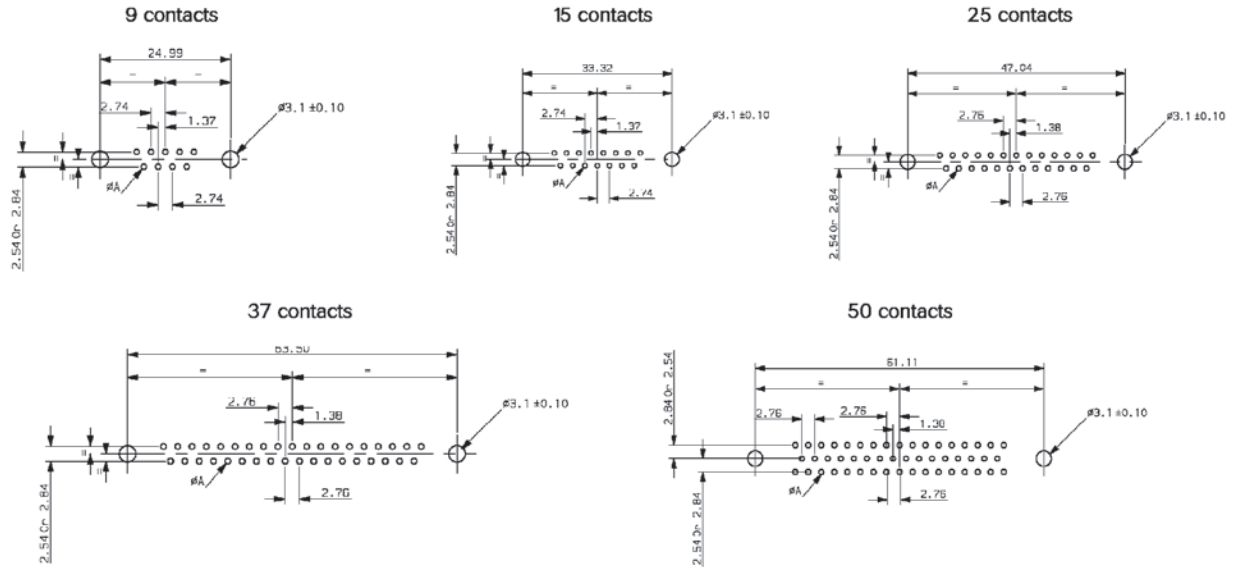 9 contacts
24.99
= =
2.74
1.37
ø3.1±0.10
=
=
øA
2.74
2.54 Or 2.84
15 contacts
33.32
= =
2.74
1.37
ø3.1±0.10
=
=
øA
2.74
2.54 Or 2.84
25 contacts
47.04
= =
2.76
1.38
ø3.1±0.10
=
=
øA
2.76
2.54 Or 2.84
37 contacts
63.50
= =
2.76
1.38
ø3.1±0.10
=
=
øA
2.76
2.54 Or 2.84
50 contacts
61.11
= =
2.84 Or 2.54
2.76
2.76
1.38
ø3.1±0.10
øA
2.76
2.54 Or 2.84